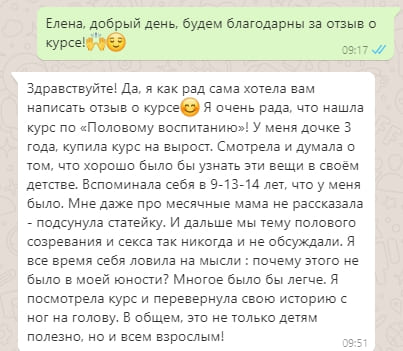 Елена, добрый день, будем благодарны за отзыв о
курсе!🙌😌
09:17
Здравствуйте! Да, я как рад сама хотела вам
написать отзыв о курсе😊 Я очень рада, что нашла
курс по «Половому воспитанию»! У меня дочке 3
года, купила курс на вырост. Смотрела и думала о
том, что хорошо было бы узнать эти вещи в своём
детстве. Вспоминала себя в 9-13-14 лет, что у меня
было. Мне даже про месячные мама не рассказала
- подсунула статейку. И дальше мы тему полового
созревания и секса так никогда и не обсуждали. Я
все время себя ловила на мысли : почему этого не
было в моей юности? Многое было бы легче. Я
посмотрела курс и перевернула свою историю с
ног на голову. В общем, это не только детям
полезно, но и всем взрослым!
09:51